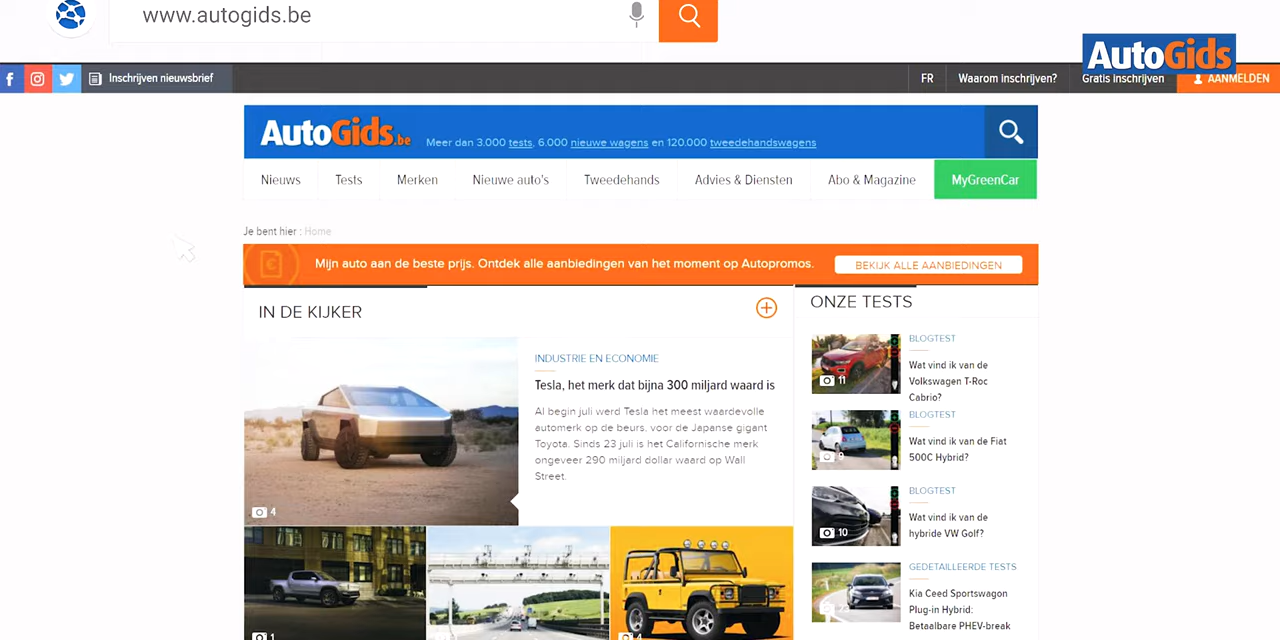 www.autogids.be
AutoGids
Inschrijven nieuwsbrief
FR
Waarom inschrijven?
Gratis inschrijven
AANMELDEN
AutoGids.be
Meer dan 3.000 tests, 6.000 nieuwe wagens en 120.000 tweedehandswagens
Nieuws
Tests
Merken
Nieuwe auto's
Tweedehands
Advies & Diensten
Abo & Magazine
MyGreenCar
Je bent hier : Home
Mijn auto aan de beste prijs. Ontdek alle aanbiedingen van het moment op Autopromos.
BEKIJK ALLE AANBIEDINGEN
IN DE KIJKER
INDUSTRIE EN ECONOMIE
Tesla, het merk dat bijna 300 miljard waard is
Al begin juli werd Tesla het meest waardevolle
automerk op de beurs, voor de Japanse gigant
Toyota. Sinds 23 juli is het Californische merk
ongeveer 290 miljard dollar waard op Wall
Street.
4
1
4
ONZE TESTS
BLOGTEST
Wat vind ik van de
Volkswagen T-Roc
Cabrio?
11
BLOGTEST
Wat vind ik van de Fiat
500C Hybrid?
9
BLOGTEST
Wat vind ik van de
hybride VW Golf?
10
GEDETAILLEERDE TESTS
Kia Ceed Sportswagon
Plug-in Hybrid:
Betaalbare PHEV-break